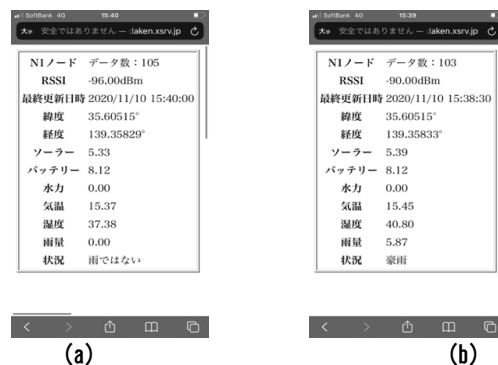 SoftBank 4G 15:40
大 安全ではありません — :laken.xsrv.jp
N1ノード データ数：105
RSSI -96.00dBm
最終更新日時 2020/11/10 15:40:00
緯度 35.60515°
経度 139.35829°
ソーラー 5.33
バッテリー 8.12
水力 0.00
気温 15.37
湿度 37.38
雨量 0.00
状況 雨ではない
(a)
SoftBank 4G 15:39
大 安全ではありません — :laken.xsrv.jp
N1ノード データ数：103
RSSI -90.00dBm
最終更新日時 2020/11/10 15:38:30
緯度 35.60515°
経度 139.35833°
ソーラー 5.39
バッテリー 8.12
水力 0.00
気温 15.45
湿度 40.80
雨量 5.87
状況 豪雨
(b)